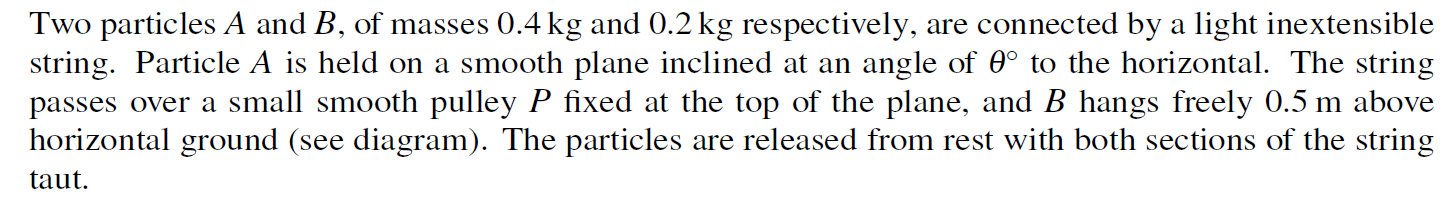 Two particles A and B, of masses 0.4 kg and 0.2 kg respectively, are connected by a light inextensible
string. Particle A is held on a smooth plane inclined at an angle of θ° to the horizontal. The string
passes over a small smooth pulley P fixed at the top of the plane, and B hangs freely 0.5 m above
horizontal ground (see diagram). The particles are released from rest with both sections of the string
taut.